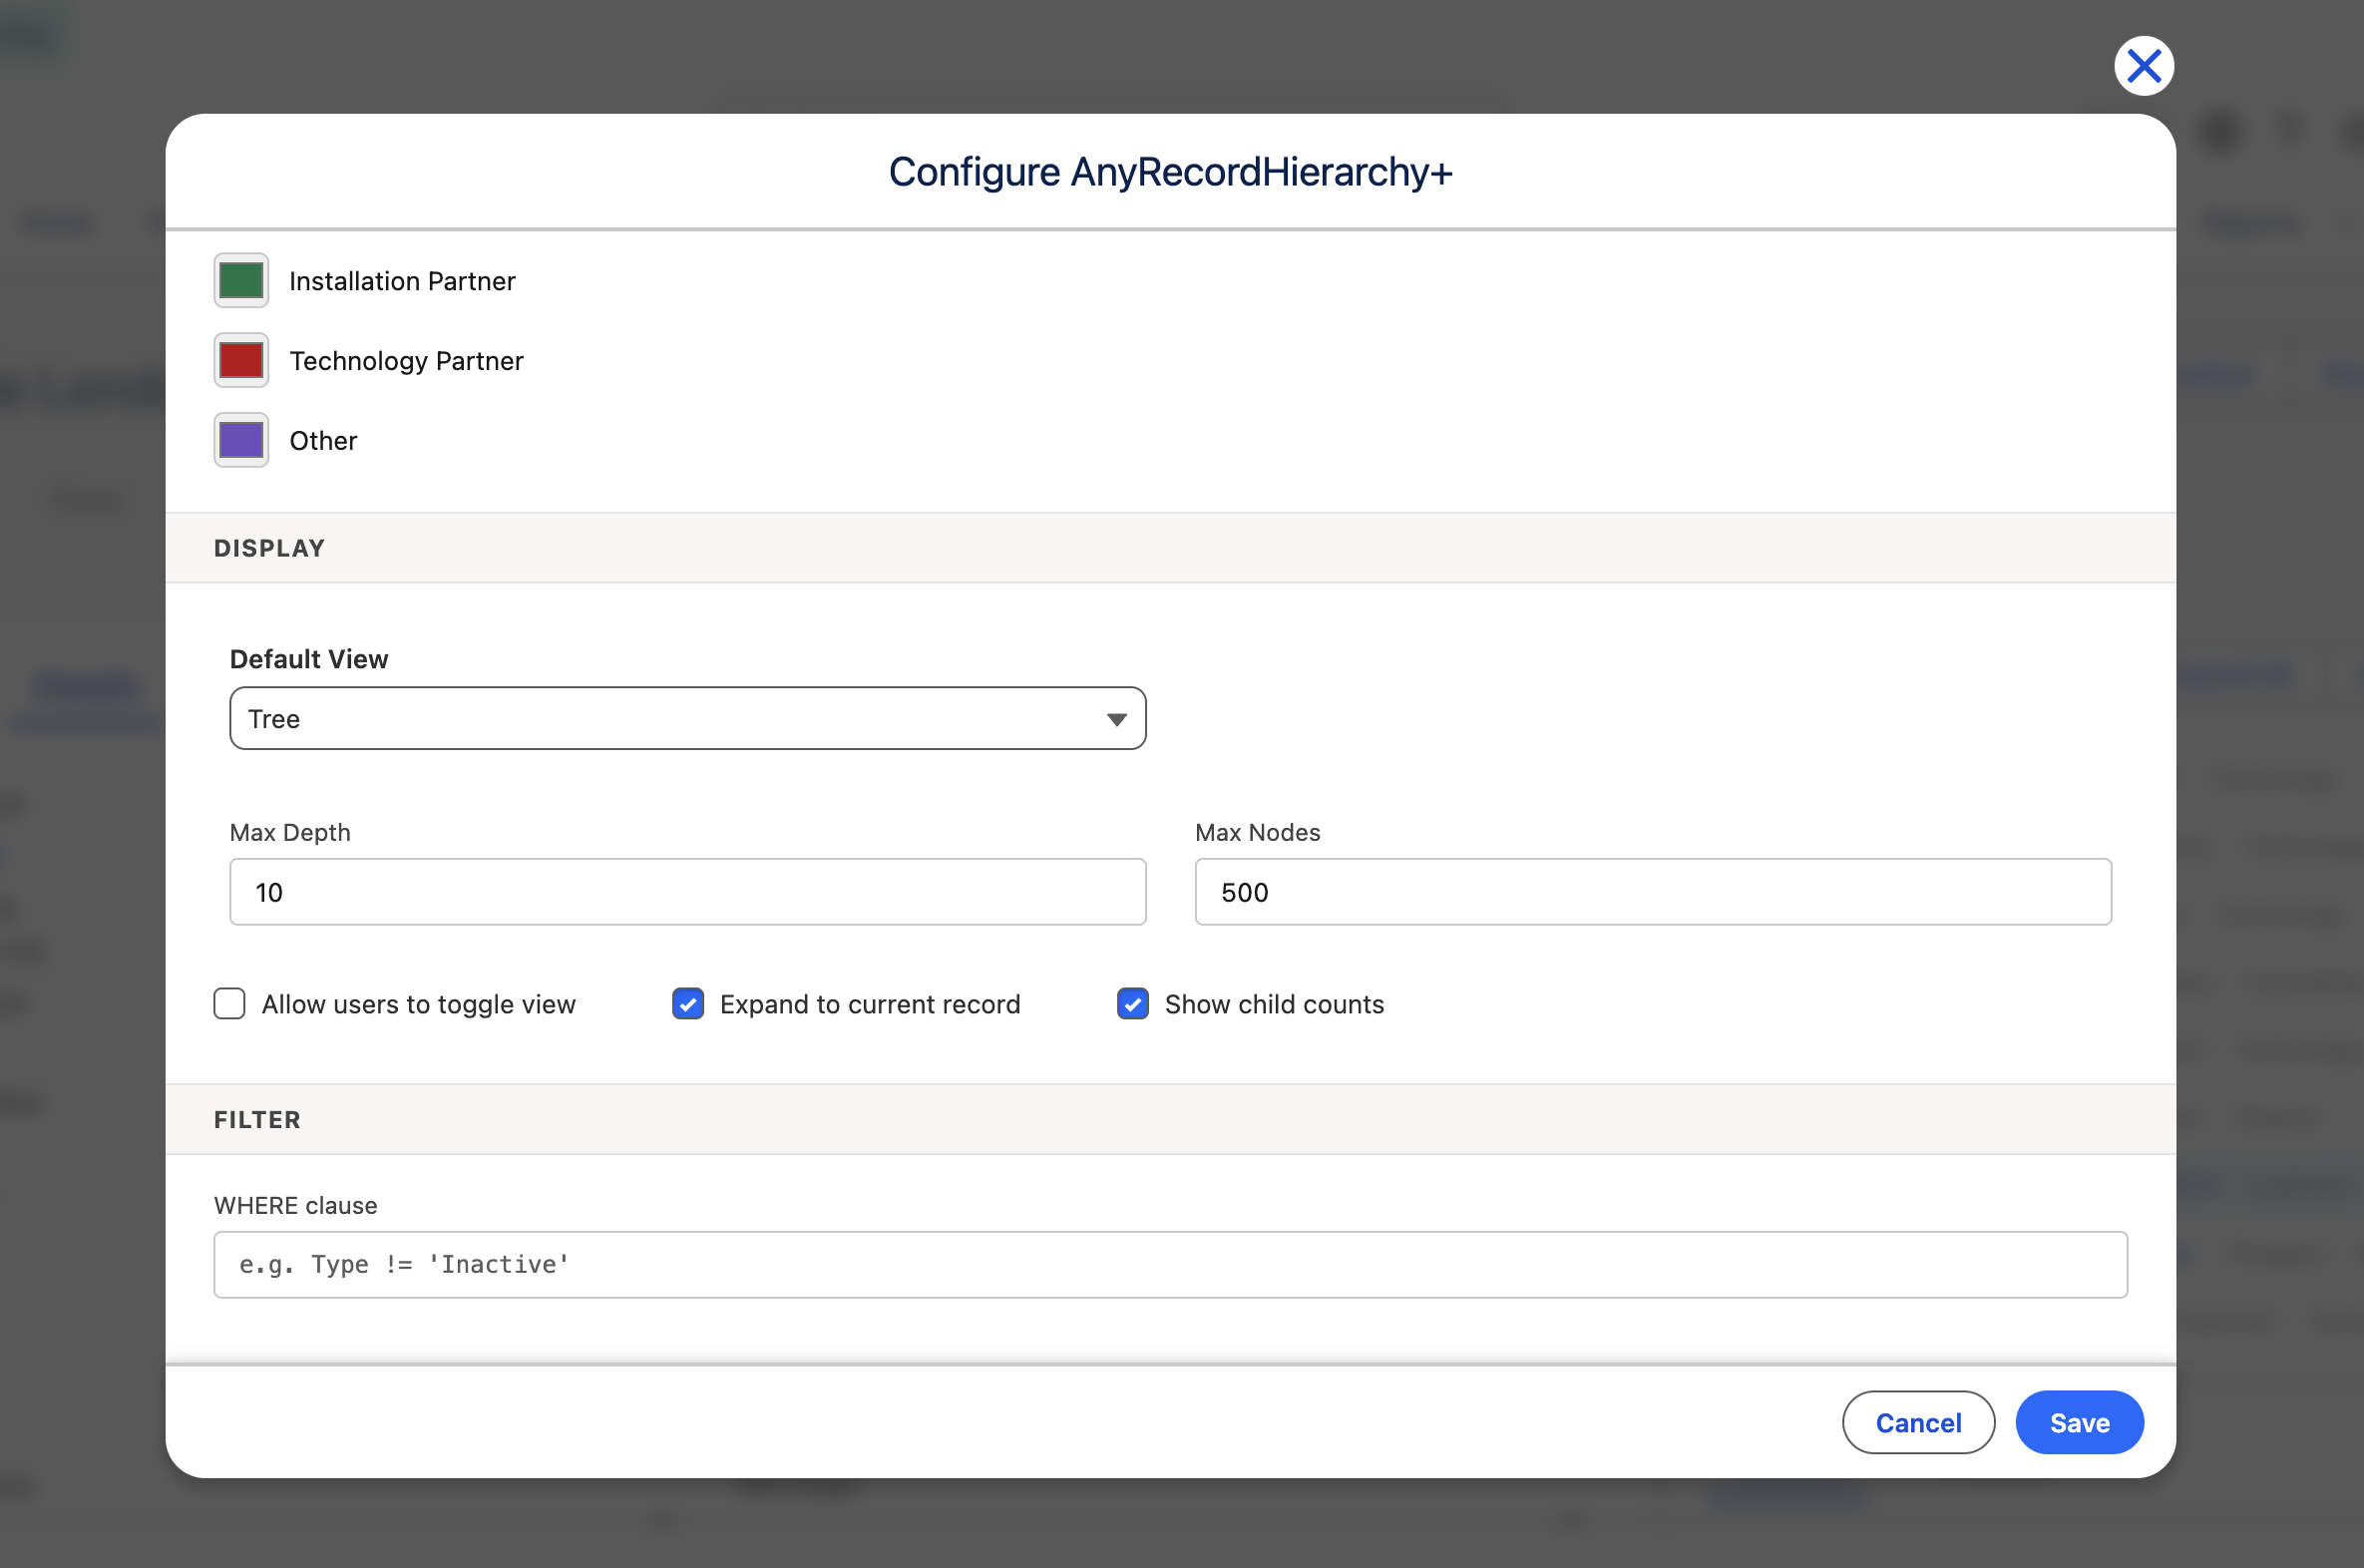 Configure AnyRecordHierarchy+
Installation Partner
Technology Partner
Other
DISPLAY
Default View
Tree
Max Depth
Max Nodes
10
500
Allow users to toggle view
Expand to current record
Show child counts
FILTER
WHERE clause
e.g. Type != 'Inactive'
Cancel
Save